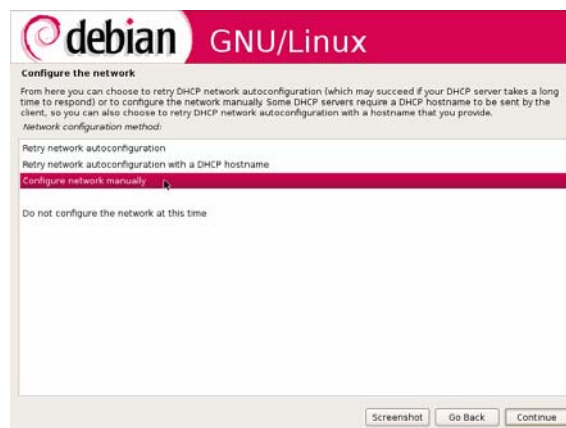 debian GNU/Linux
Configure the network
From here you can choose to retry DHCP network autoconfiguration (which may succeed if your DHCP server takes a long
time to respond) or to configure the network manually. Some DHCP servers require a DHCP hostname to be sent by the
client, so you can also choose to retry DHCP network autoconfiguration with a hostname that you provide.
Network configuration method:
Retry network autoconfiguration
Retry network autoconfiguration with a DHCP hostname
Configure network manually
Do not configure the network at this time
Screenshot Go Back Continue